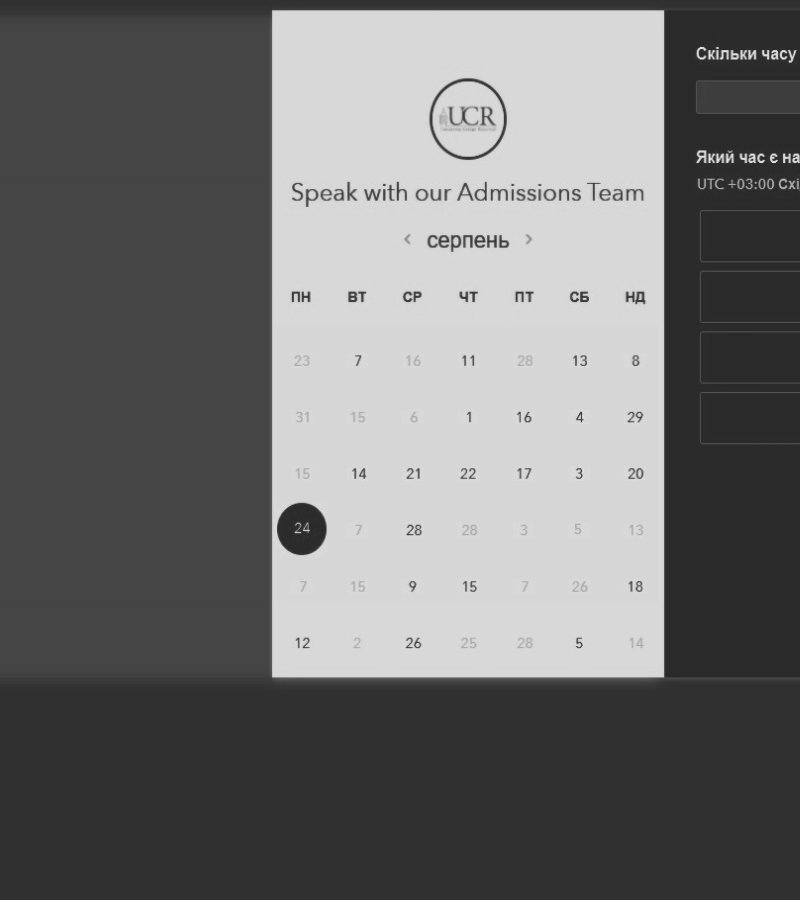 UCR
Speak with our Admissions Team
< серпень >
ПН ВТ СР ЧТ ПТ СБ НД
23 7 16 11 28 13 8
31 15 6 1 16 4 29
15 14 21 22 17 3 20
24 7 28 28 3 5 13
7 15 9 15 7 26 18
12 2 26 25 28 5 14
Скільки часу
Який час є на
UTC +03:00 Схі